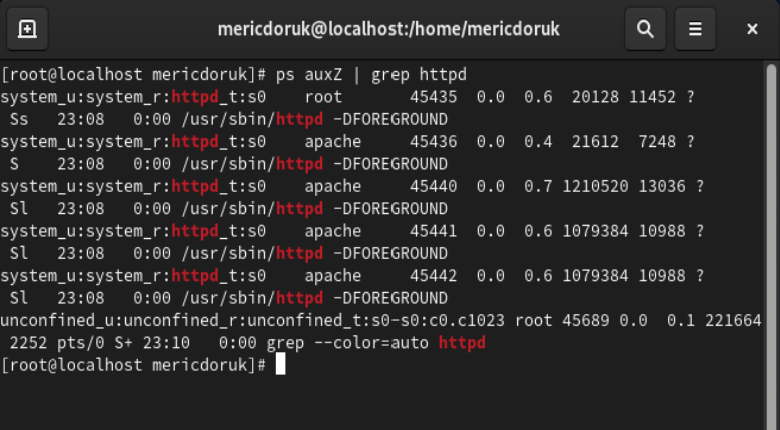 mericdoruk@localhost:/home/mericdoruk
[root@localhost mericdoruk]# ps auxZ | grep httpd
system_u:system_r:httpd_t:s0    root       45435  0.0  0.6  20128 11452 ?
 Ss   23:08   0:00 /usr/sbin/httpd -DFOREGROUND
system_u:system_r:httpd_t:s0    apache     45436  0.0  0.4  21612  7248 ?
 S    23:08   0:00 /usr/sbin/httpd -DFOREGROUND
system_u:system_r:httpd_t:s0    apache     45440  0.0  0.7 1210520 13036 ?
 Sl   23:08   0:00 /usr/sbin/httpd -DFOREGROUND
system_u:system_r:httpd_t:s0    apache     45441  0.0  0.6 1079384 10988 ?
 Sl   23:08   0:00 /usr/sbin/httpd -DFOREGROUND
system_u:system_r:httpd_t:s0    apache     45442  0.0  0.6 1079384 10988 ?
 Sl   23:08   0:00 /usr/sbin/httpd -DFOREGROUND
unconfined_u:unconfined_r:unconfined_t:s0-s0:c0.c1023 root 45689 0.0  0.1 221664
 2252 pts/0 S+ 23:10   0:00 grep --color=auto httpd
[root@localhost mericdoruk]#